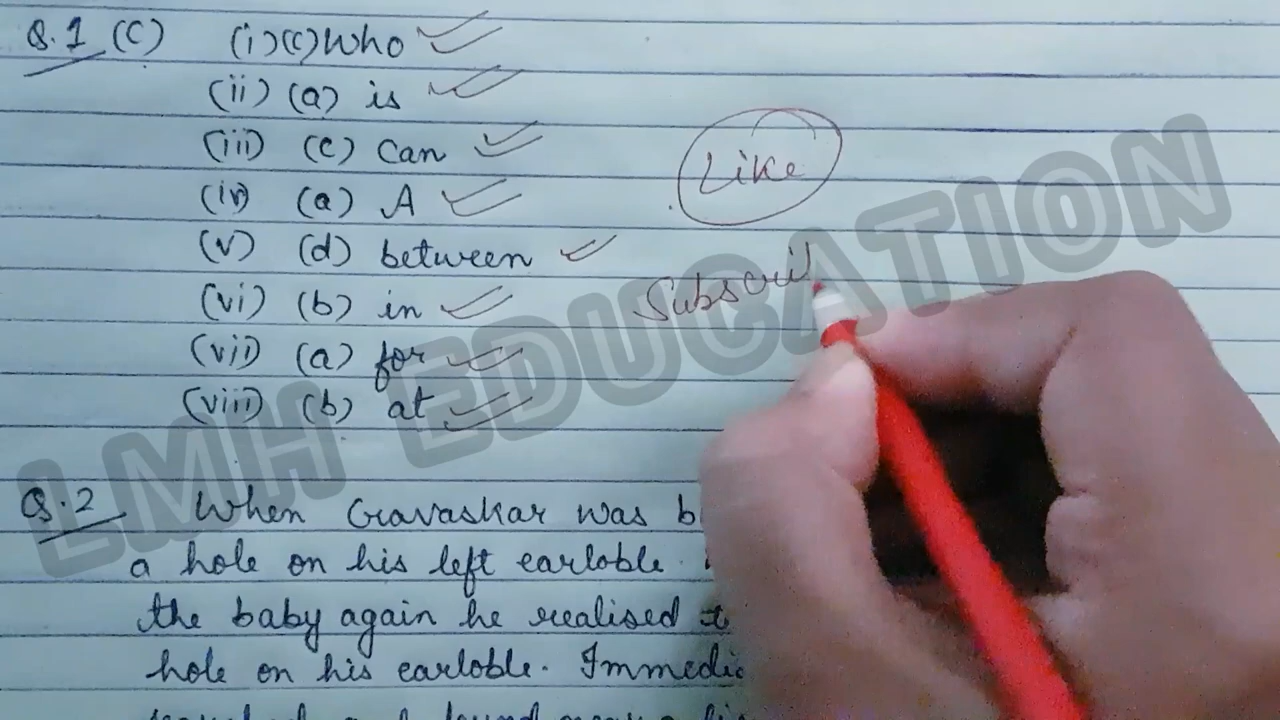 Q.1 (C) (i) (c) Who
(ii) (a) is
(iii) (c) Can
(iv) (a) A
(v) (d) between
(vi) (b) in
(vii) (a) for
(viii) (b) at
Like
Subscri
LMH EDUCATION
Q.2 When Gavaskar was b
a hole on his left earloble.
the baby again he realised
hole on his earloble. Immedia